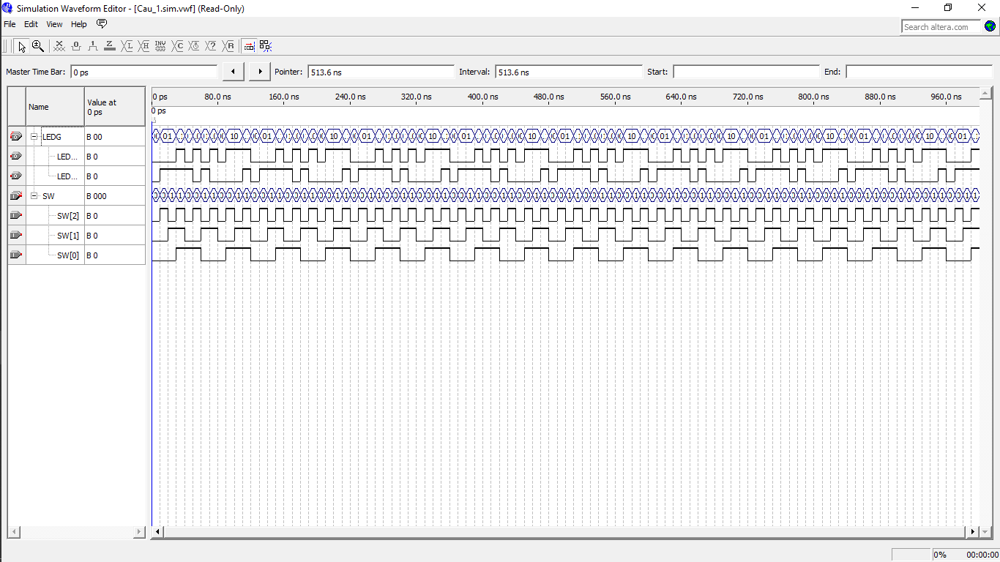 Simulation Waveform Editor - [Cau_1.sim.vwf] (Read-Only)
File Edit View Help
Search altera.com
Master Time Bar: 0 ps Pointer: 513.6 ns Interval: 513.6 ns Start: End:
Name Value at 0 ps
0 ps 80.0 ns 160.0 ns 240.0 ns 320.0 ns 400.0 ns 480.0 ns 560.0 ns 640.0 ns 720.0 ns 800.0 ns 880.0 ns 960.0 ns
0 ps
LEDG B 00 01 10 01 10 01 10 01 10 01 10 01 10 01 10 01 10 01
LED... B 0
LED... B 0
SW B 000
SW[2] B 0
SW[1] B 0
SW[0] B 0
0% 00:00:00